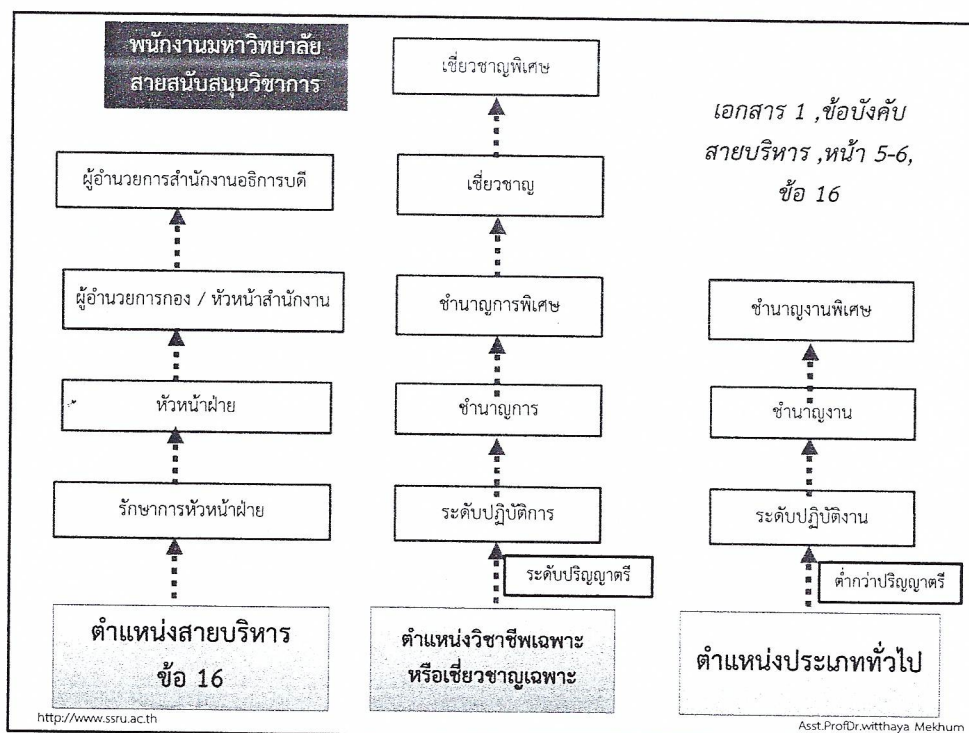 พนักงานมหาวิทยาลัย
สายสนับสนุนวิชาการ
เอกสาร 1 ,ข้อบังคับ
สายบริหาร ,หน้า 5-6,
ข้อ 16
ผู้อำนวยการสำนักงานอธิการบดี
ผู้อำนวยการกอง / หัวหน้าสำนักงาน
หัวหน้าฝ่าย
รักษาการหัวหน้าฝ่าย
ตำแหน่งสายบริหาร
ข้อ 16
เชี่ยวชาญพิเศษ
เชี่ยวชาญ
ชำนาญการพิเศษ
ชำนาญการ
ระดับปฏิบัติการ
ระดับปริญญาตรี
ตำแหน่งวิชาชีพเฉพาะ
หรือเชี่ยวชาญเฉพาะ
ชำนาญงานพิเศษ
ชำนาญงาน
ระดับปฏิบัติงาน
ต่ำกว่าปริญญาตรี
ตำแหน่งประเภททั่วไป
http://www.ssru.ac.th
Asst.ProfDr.witthaya Mekhum